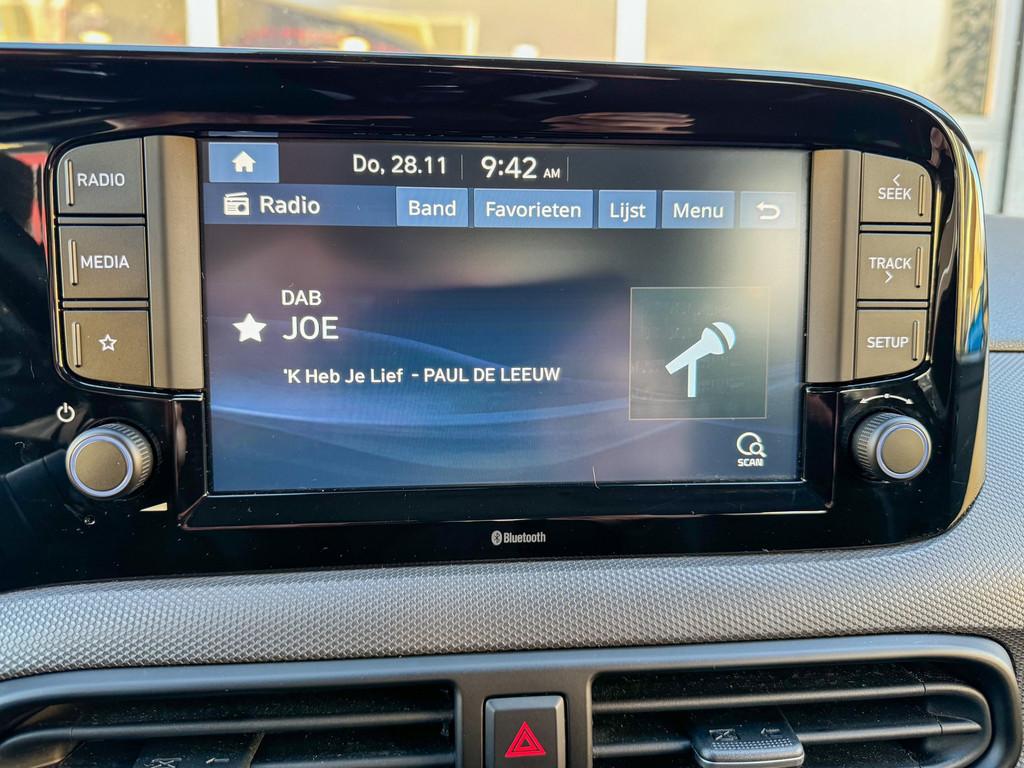 RADIO
MEDIA
Do, 28.11 9:42 AM
Radio Band Favorieten Lijst Menu
DAB
JOE
'K Heb Je Lief - PAUL DE LEEUW
SCAN
SEEK
TRACK
SETUP
Bluetooth